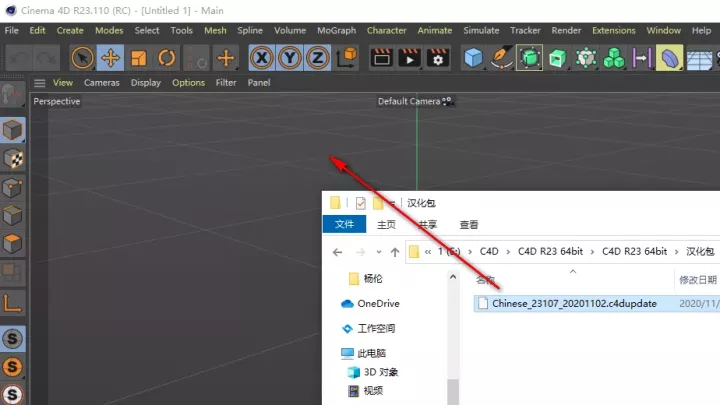 Cinema 4D R23.110 (RC) - [Untitled 1] - Main
File Edit Create Modes Select Tools Mesh Spline Volume MoGraph Character Animate Simulate Tracker Render Extensions Window
X Y Z
View Cameras Display Options Filter Panel
Perspective
Default Camera
汉化包
文件 主页 共享 查看
C4D C4D R23 64bit C4D R23 64bit 汉化包
杨伦
名称 修改日期
OneDrive
Chinese_23107_20201102.c4dupdate 2020/11/
工作空间
此电脑
3D 对象
视频
S
S
S